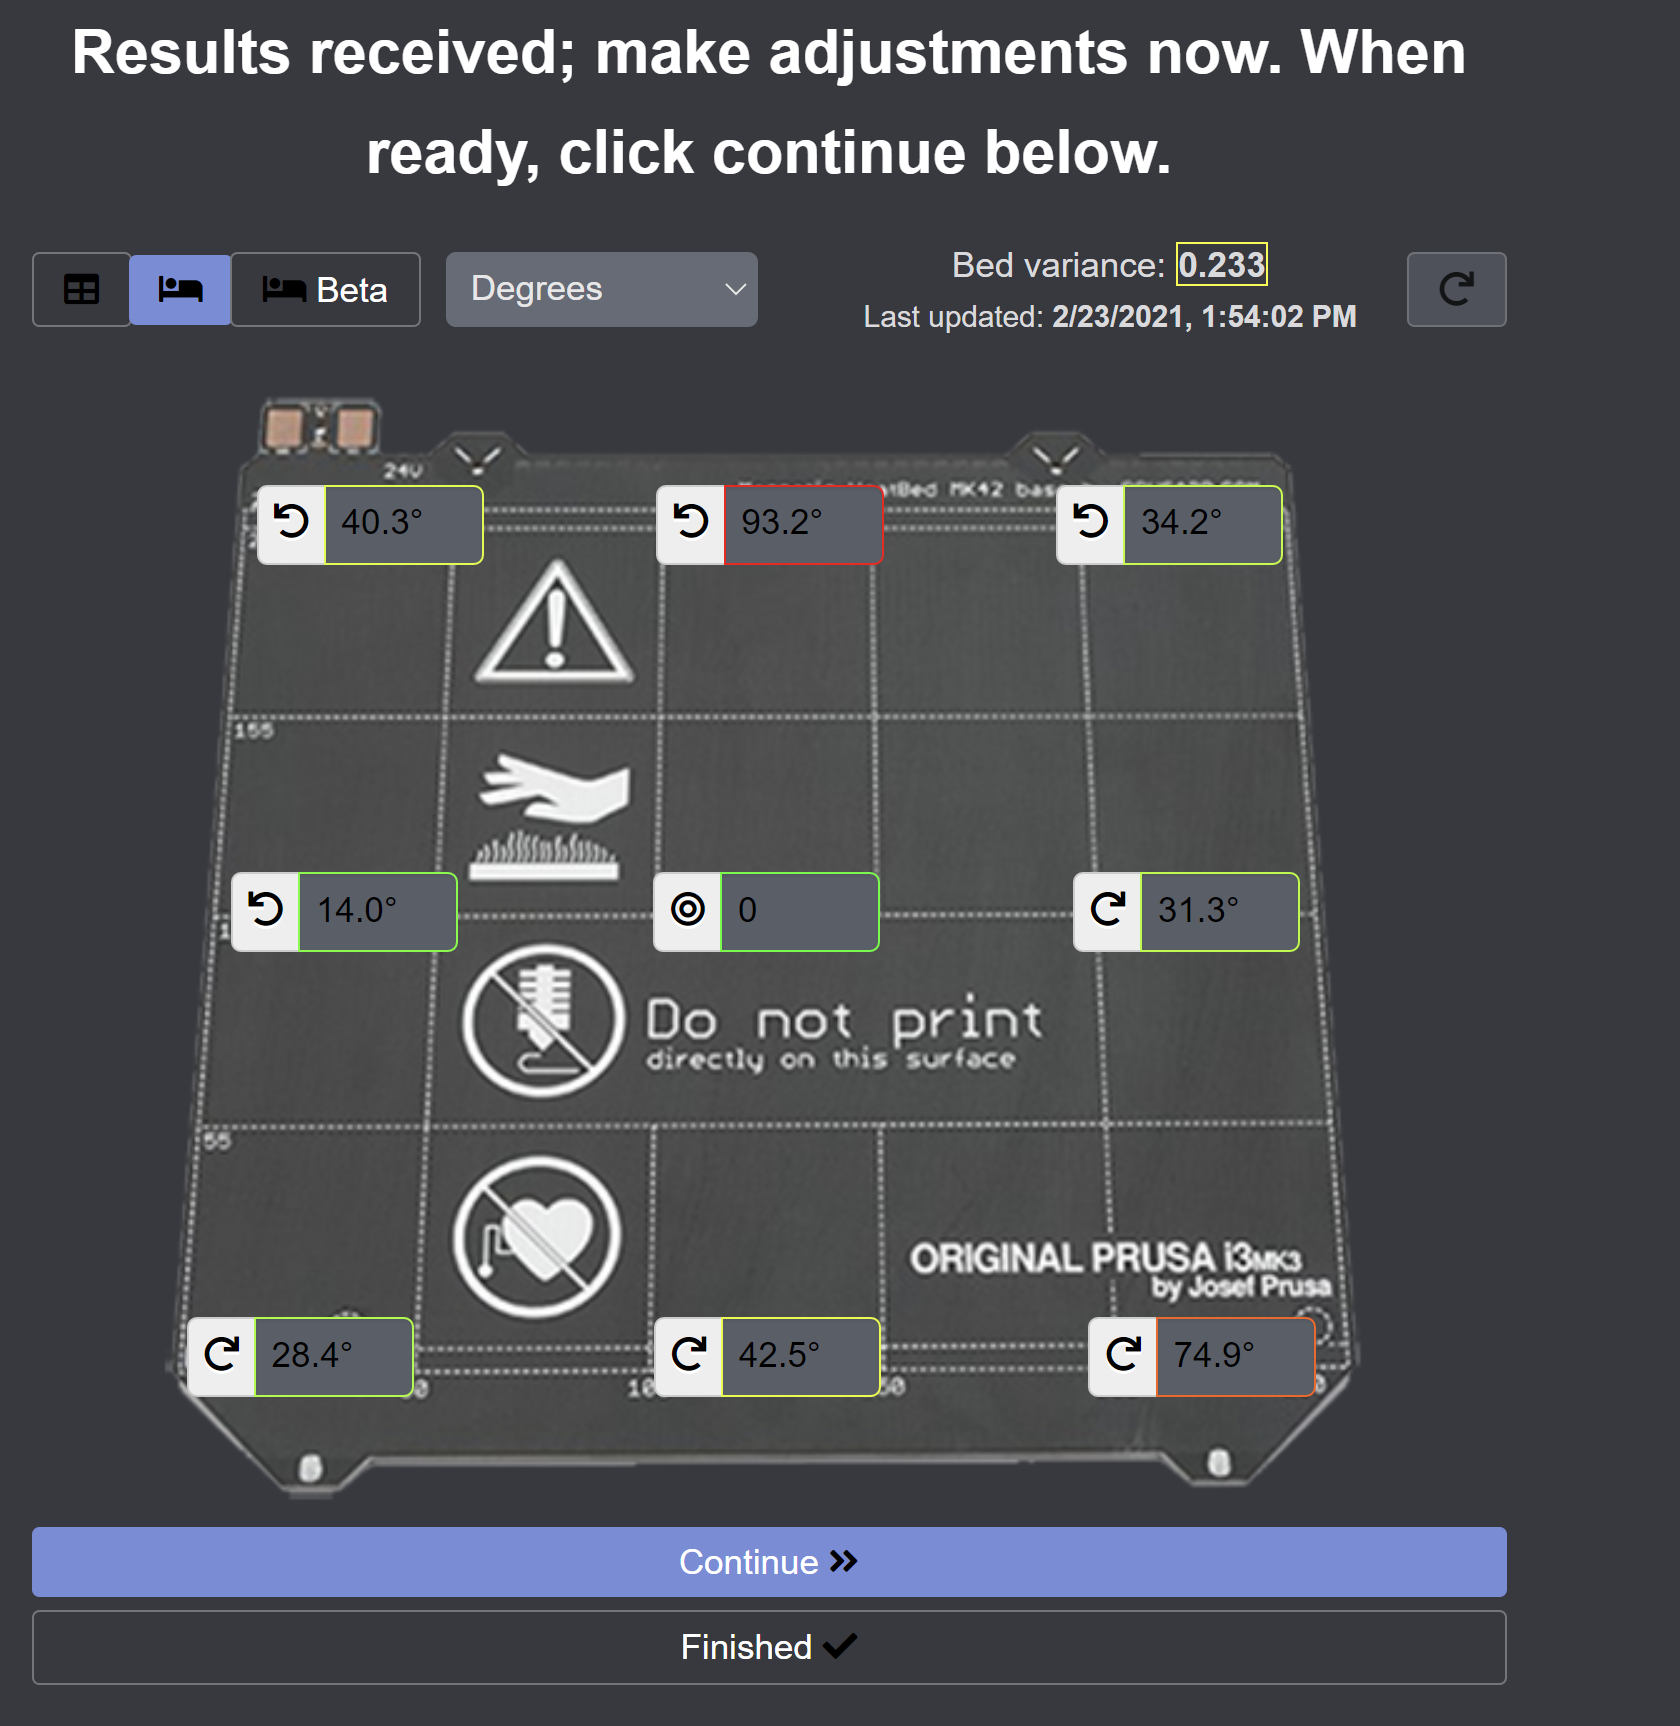 Results received; make adjustments now. When
ready, click continue below.
Beta
Degrees
Bed variance: 0.233
Last updated: 2/23/2021, 1:54:02 PM
24V
HeatBed MK42
40.3°
93.2°
34.2°
155
14.0°
0
31.3°
Do not print
directly on this surface
55
ORIGINAL PRUSA i3MK3
by Josef Prusa
28.4°
42.5°
74.9°
Continue
Finished